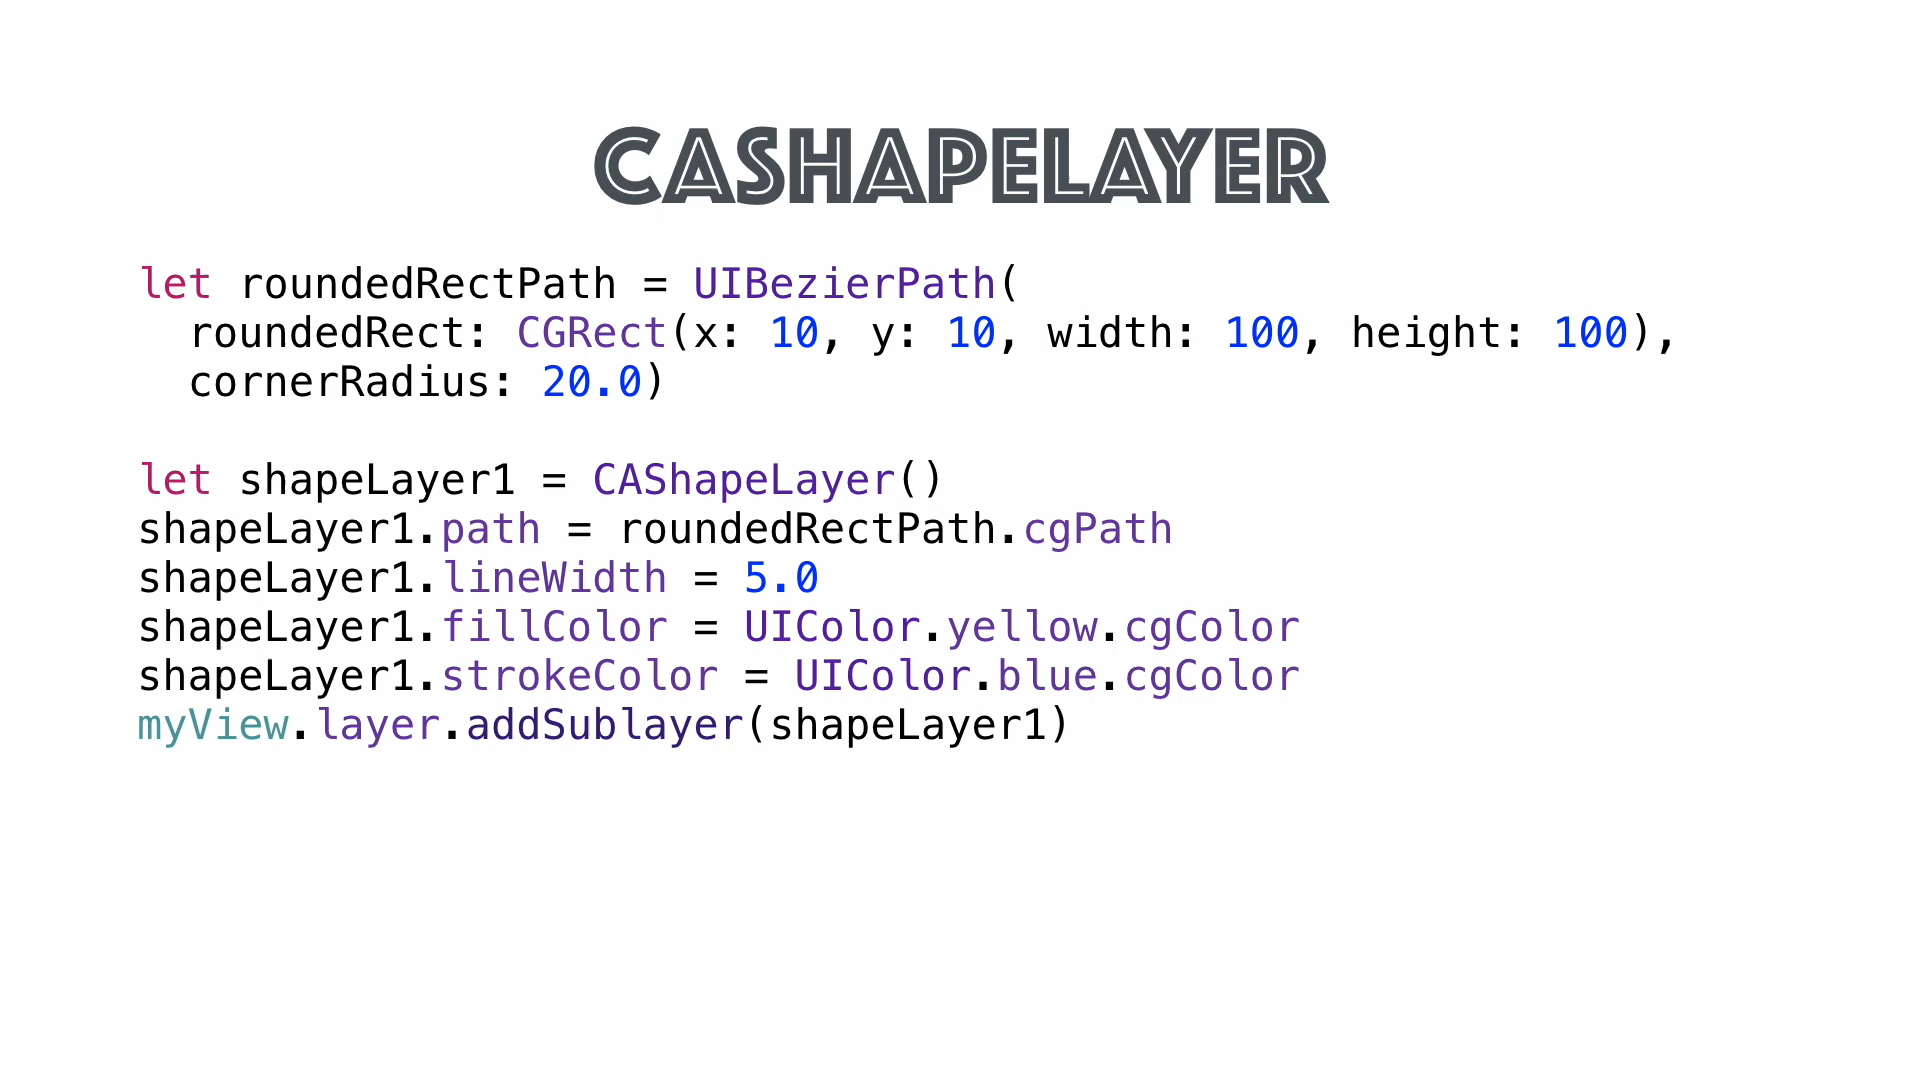 CASHAPELAYER
let roundedRectPath = UIBezierPath(
  roundedRect: CGRect(x: 10, y: 10, width: 100, height: 100),
  cornerRadius: 20.0)
let shapeLayer1 = CAShapeLayer()
shapeLayer1.path = roundedRectPath.cgPath
shapeLayer1.lineWidth = 5.0
shapeLayer1.fillColor = UIColor.yellow.cgColor
shapeLayer1.strokeColor = UIColor.blue.cgColor
myView.layer.addSublayer(shapeLayer1)